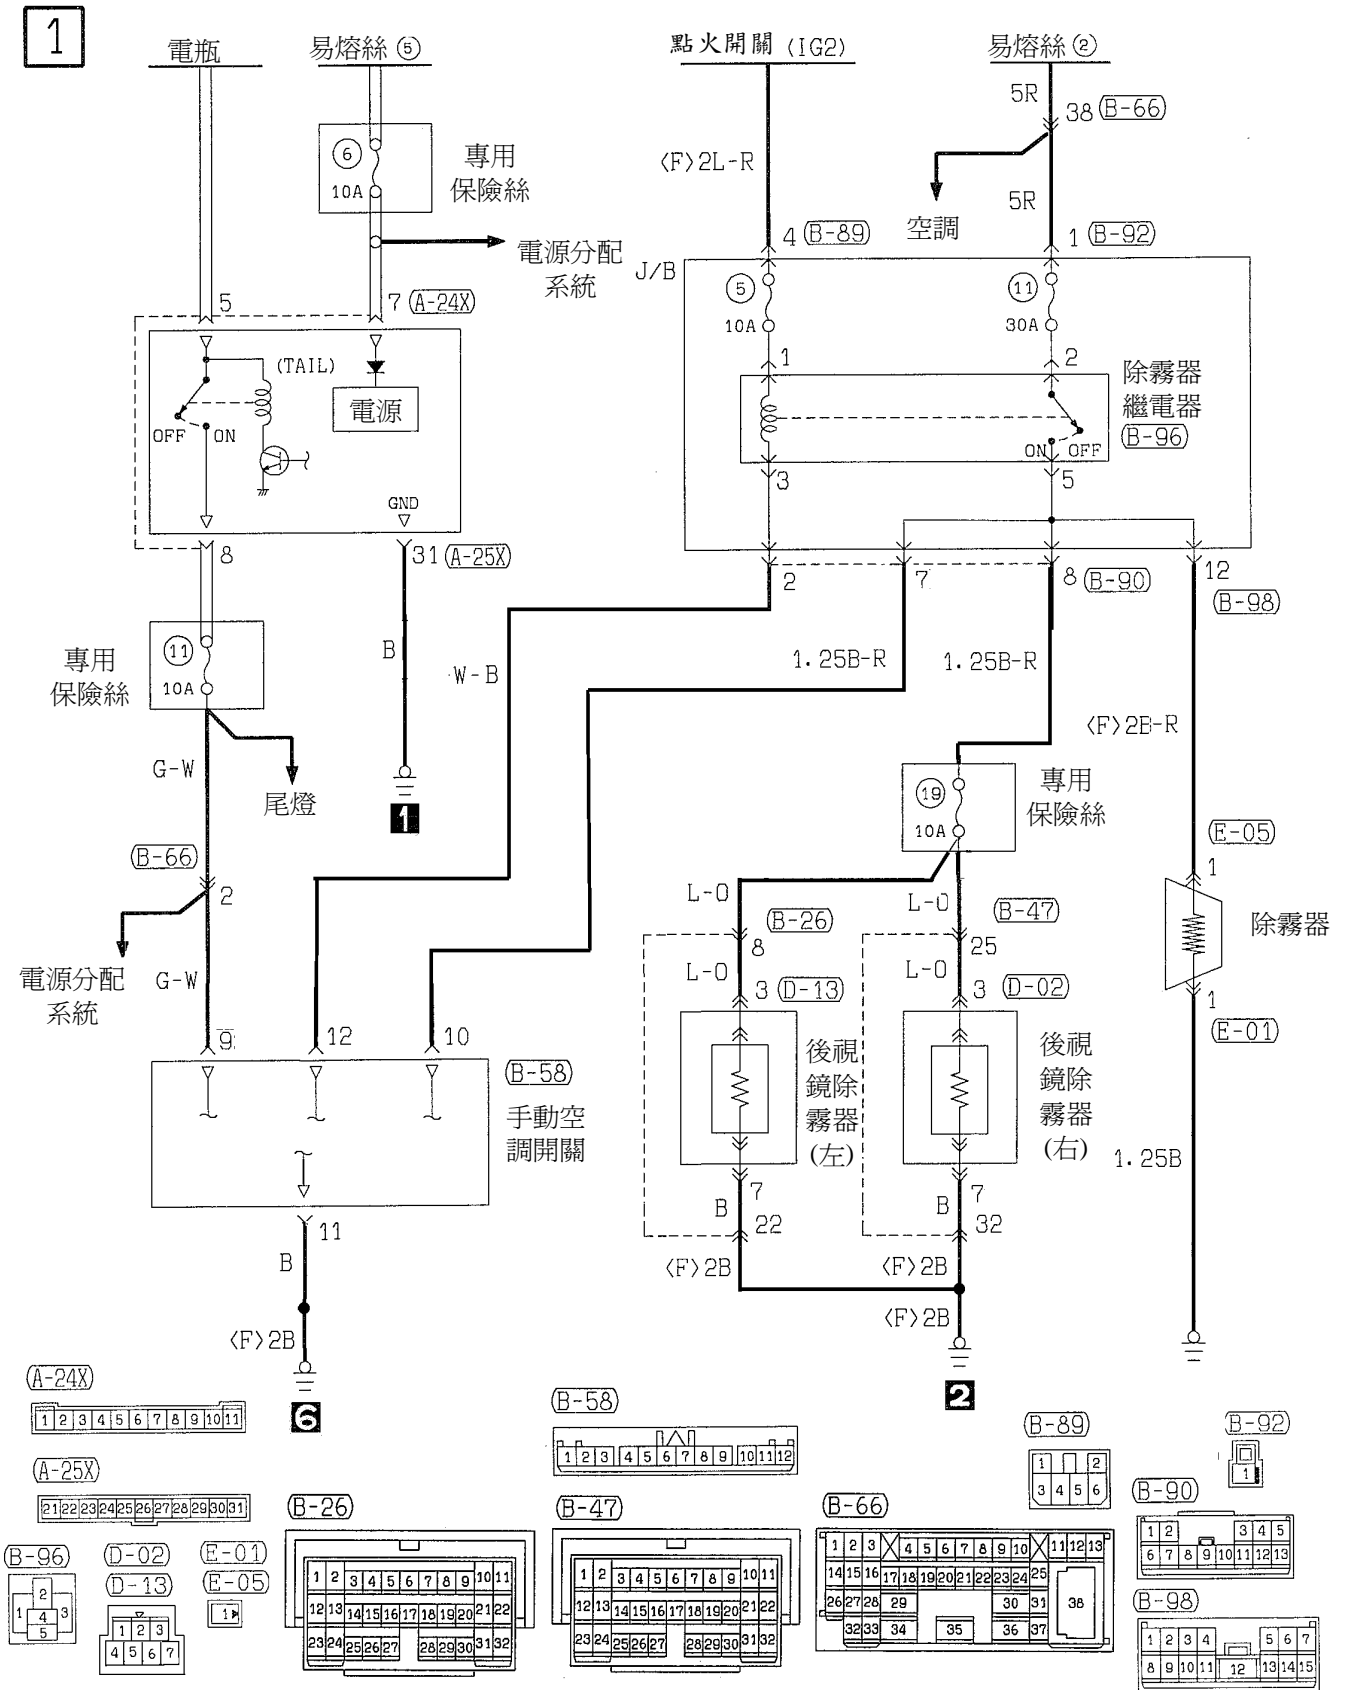 1
電瓶
易熔絲 ⑤
點火開關 (IG2)
易熔絲 ②
5R
38 (B-66)
⑥
10A
專用
保險絲
<F>2L-R
5R
空調
電源分配
系統
4 (B-89)
1 (B-92)
J/B
5
7 (A-24X)
⑤
10A
⑪
30A
(TAIL)
電源
OFF
ON
1
2
除霧器
繼電器
(B-96)
ON
OFF
3
5
GND
8
31 (A-25X)
2
7
8 (B-90)
12
(B-98)
⑪
10A
專用
保險絲
B
W-B
1.25B-R
1.25B-R
<F>2B-R
G-W
尾燈
1
⑲
10A
專用
保險絲
(B-66)
2
(E-05)
1
L-O
(B-26)
L-O
(B-47)
除霧器
8
25
電源分配
系統
G-W
L-O
3 (D-13)
L-O
3 (D-02)
1
(E-01)
9
12
10
(B-58)
手動空
調開關
後視
鏡除
霧器
(左)
後視
鏡除
霧器
(右)
1.25B
7
B
22
7
B
32
11
B
<F>2B
<F>2B
<F>2B
<F>2B
6
2
(A-24X)
1 2 3 4 5 6 7 8 9 10 11
(A-25X)
21 22 23 24 25 26 27 28 29 30 31
(B-58)
1 2 3 4 5 6 7 8 9 10 11 12
(B-89)
1 2
3 4 5 6
(B-92)
1
(B-96)
2
1 4 3
5
(D-02)
(D-13)
1 2 3
4 5 6 7
(E-01)
(E-05)
1
(B-26)
1 2 3 4 5 6 7 8 9 10 11
12 13 14 15 16 17 18 19 20 21 22
23 24 25 26 27 28 29 30 31 32
(B-47)
1 2 3 4 5 6 7 8 9 10 11
12 13 14 15 16 17 18 19 20 21 22
23 24 25 26 27 28 29 30 31 32
(B-66)
1 2 3 4 5 6 7 8 9 10 11 12 13
14 15 16 17 18 19 20 21 22 23 24 25
26 27 28 29 30 31 38
32 33 34 35 36 37
(B-90)
1 2 3 4 5
6 7 8 9 10 11 12 13
(B-98)
1 2 3 4 5 6 7
8 9 10 11 12 13 14 15